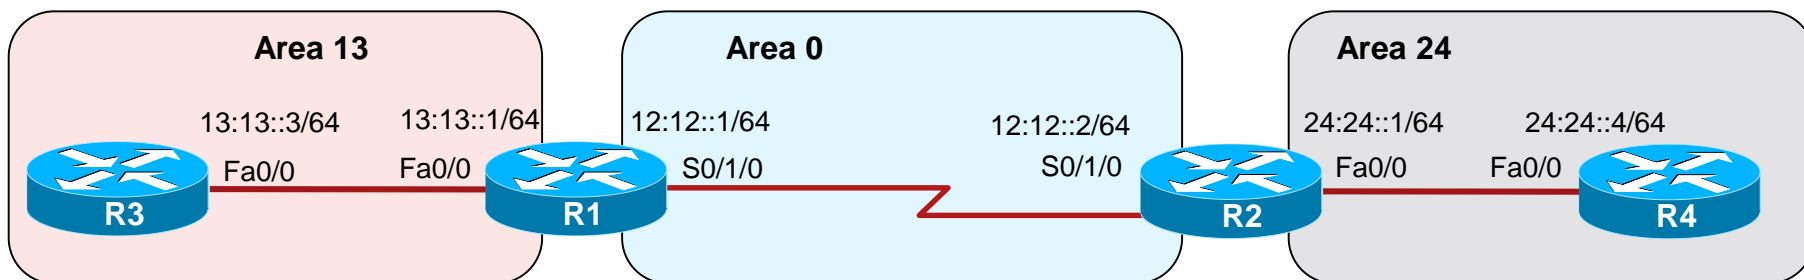 Area 13
Area 0
Area 24
13:13::3/64
13:13::1/64
12:12::1/64
12:12::2/64
24:24::1/64
24:24::4/64
Fa0/0
Fa0/0
S0/1/0
S0/1/0
Fa0/0
Fa0/0
R3
R1
R2
R4